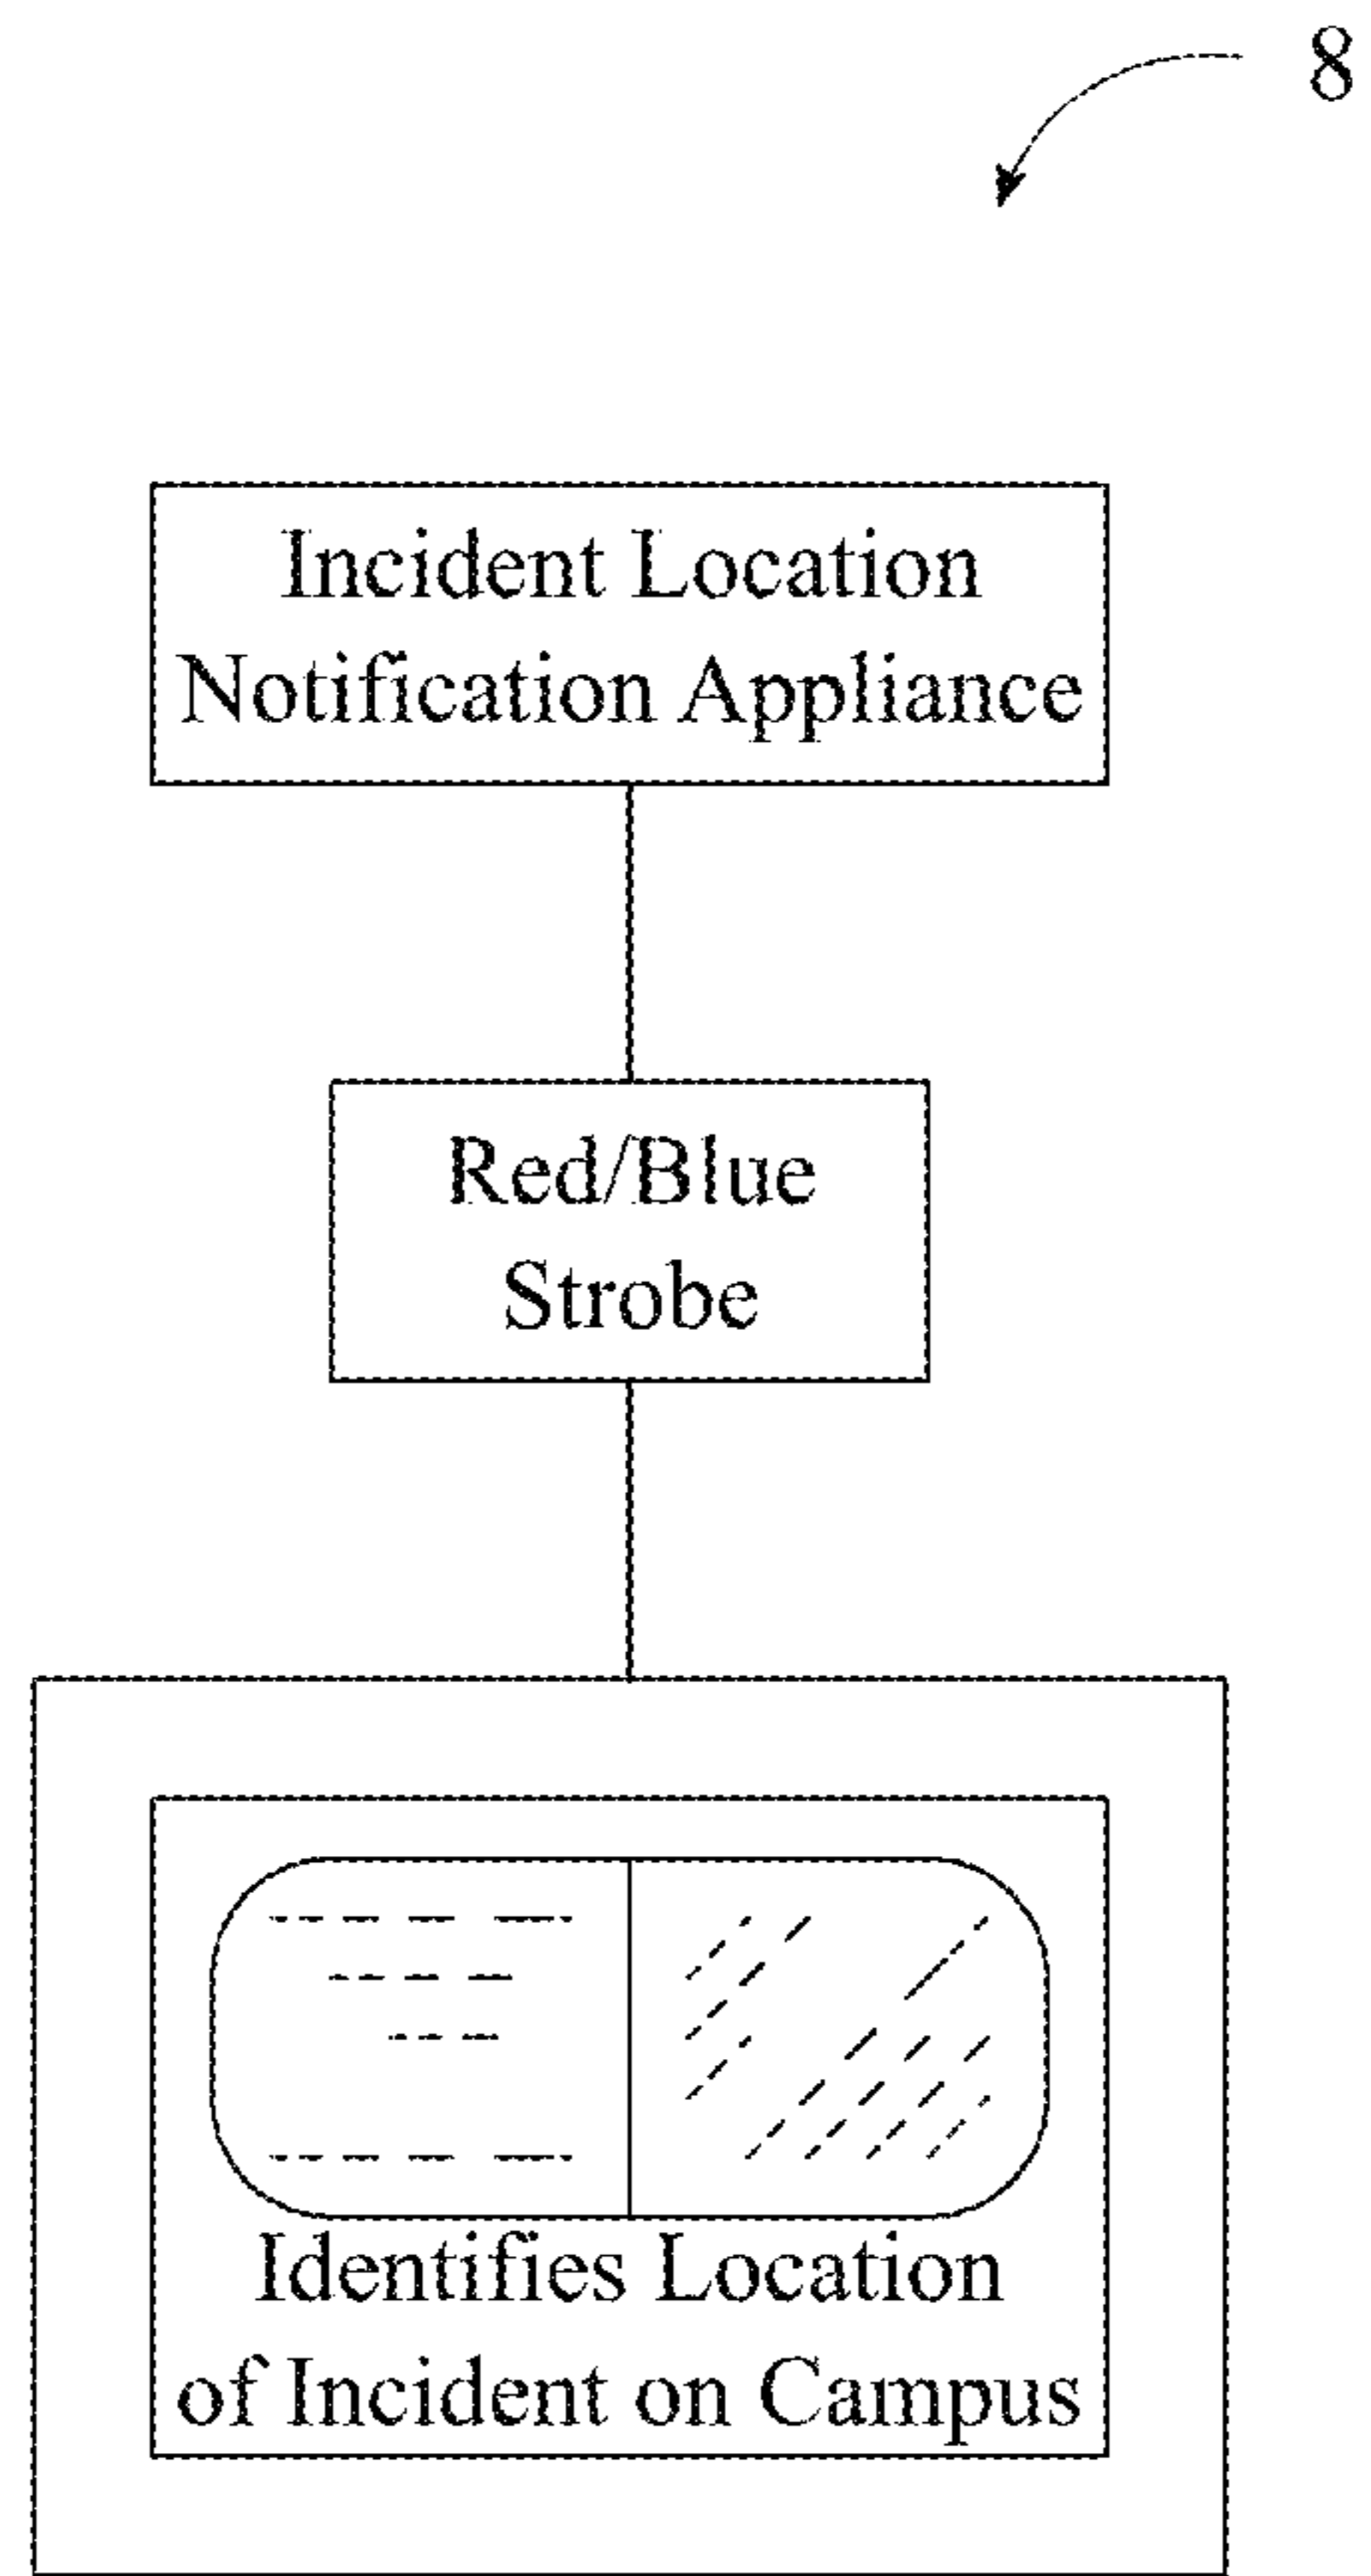 8
Incident Location
Notification Appliance
Red/Blue
Strobe
Identifies Location
of Incident on Campus